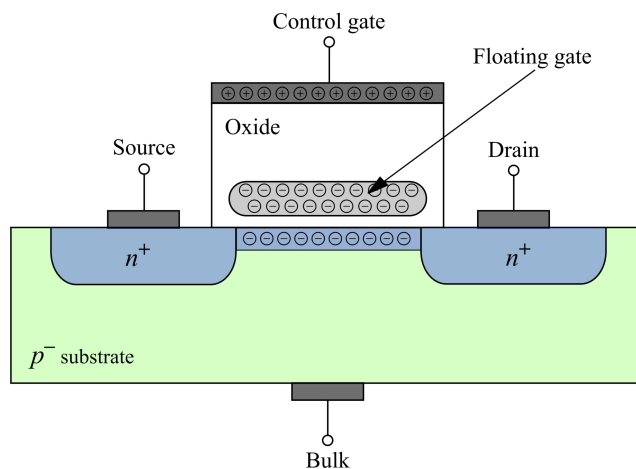 Control gate
Floating gate
Oxide
Source
Drain
n⁺
n⁺
p⁻ substrate
Bulk